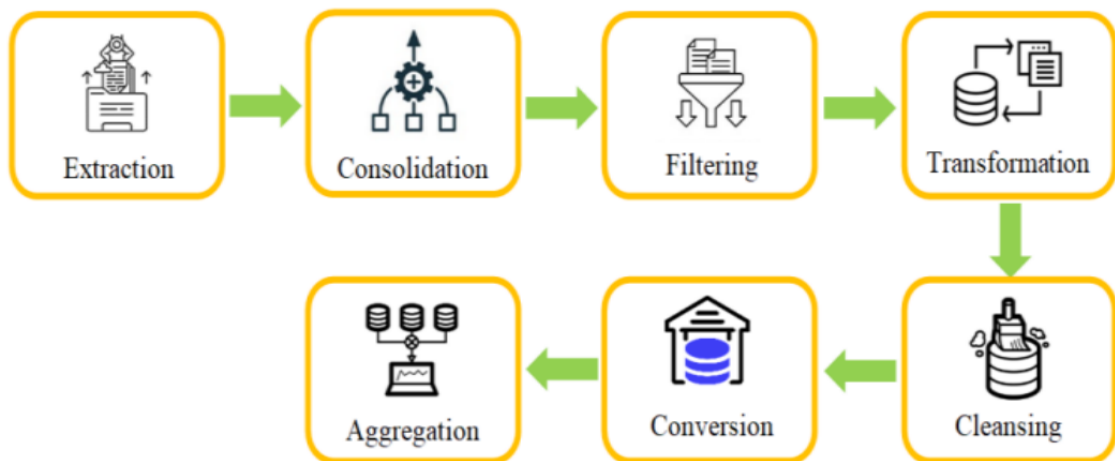 Extraction
Consolidation
Filtering
Transformation
Cleansing
Conversion
Aggregation